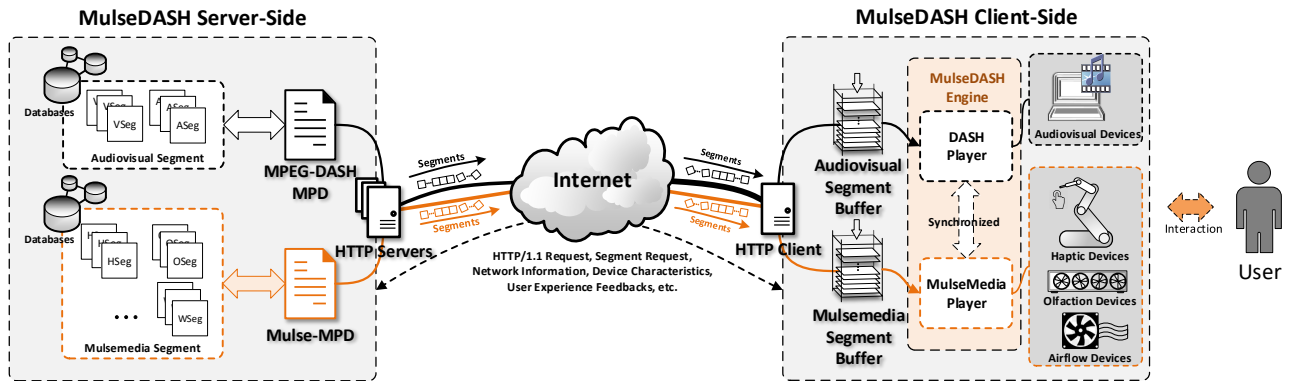 MulseDASH Server-Side
Databases
VSeg
VSeg
ASeg
ASeg
Audiovisual Segment
MPEG-DASH
MPD
Databases
HSeg
OSeg
WSeg
...
Mulsemedia Segment
Mulse-MPD
HTTP Servers
Segments
Segments
Internet
Segments
Segments
HTTP/1.1 Request, Segment Request,
Network Information, Device Characteristics,
User Experience Feedbacks, etc.
MulseDASH Client-Side
HTTP Client
Audiovisual
Segment
Buffer
Mulsemedia
Segment
Buffer
MulseDASH
Engine
DASH
Player
Synchronized
MulseMedia
Player
Audiovisual Devices
Haptic Devices
Olfaction Devices
Airflow Devices
Interaction
User